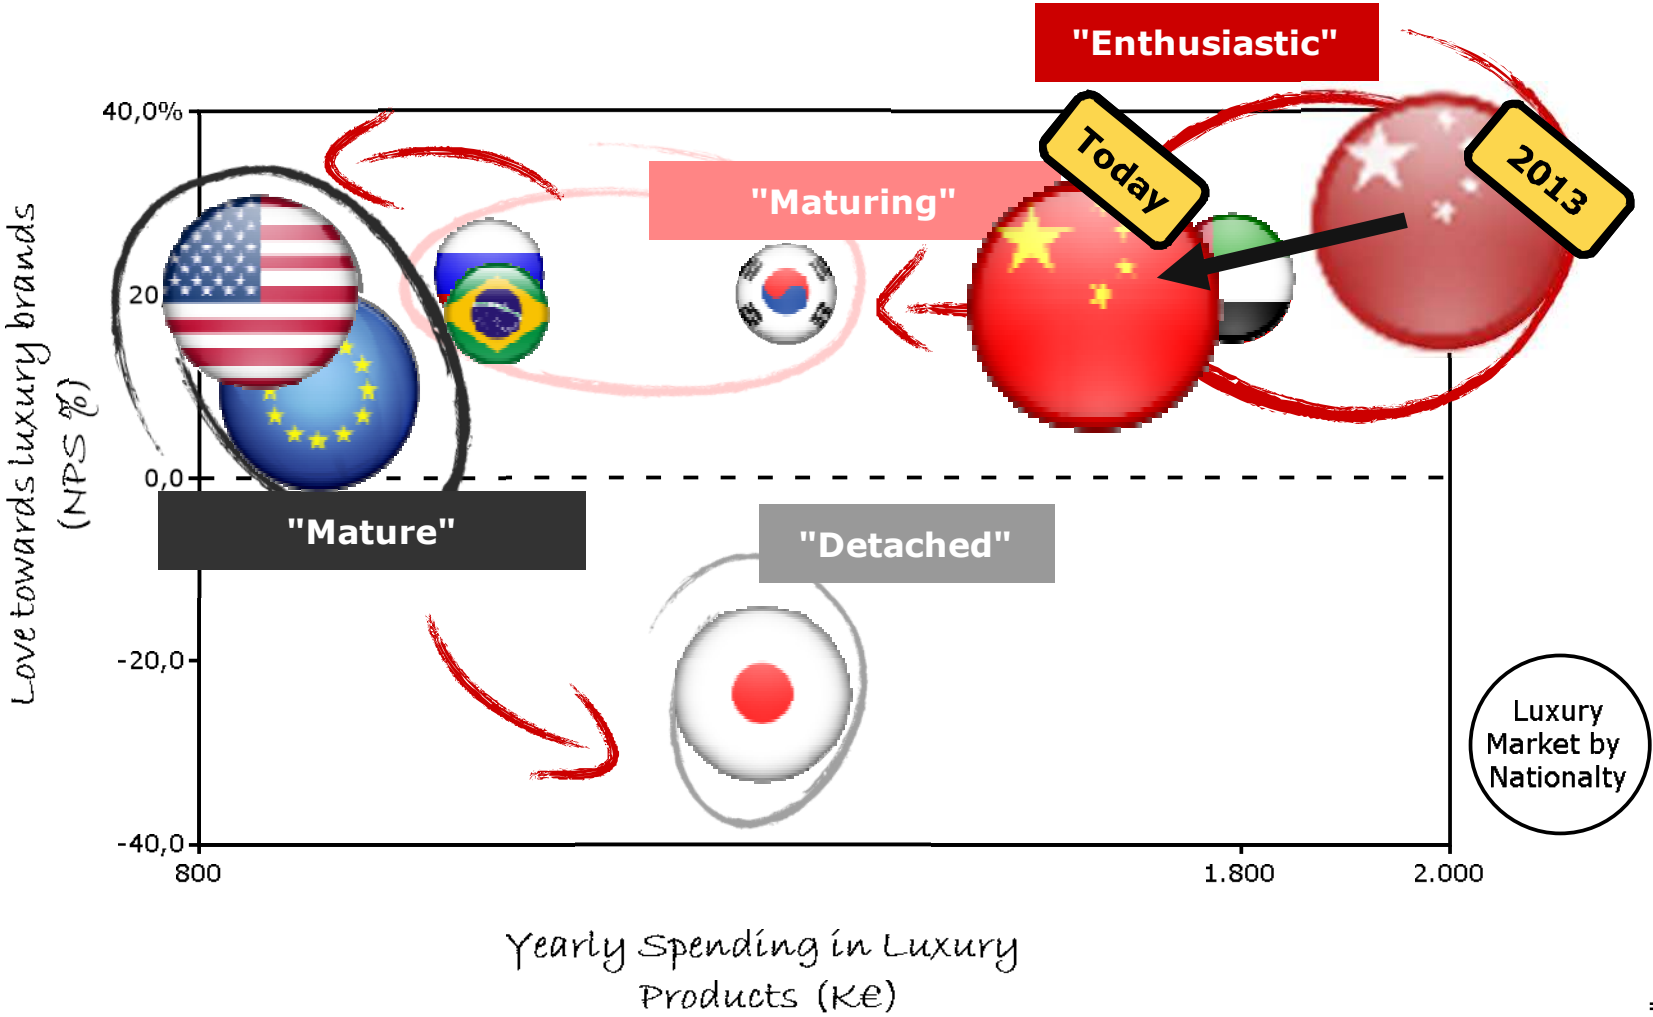 "Enthusiastic"
40,0%
Today
2013
"Maturing"
20
Love towards luxury brands
(NPS %)
0,0
"Mature"
"Detached"
-20,0
Luxury
Market by
Nationalty
-40,0
800
1.800
2.000
Yearly Spending in Luxury
Products (K€)